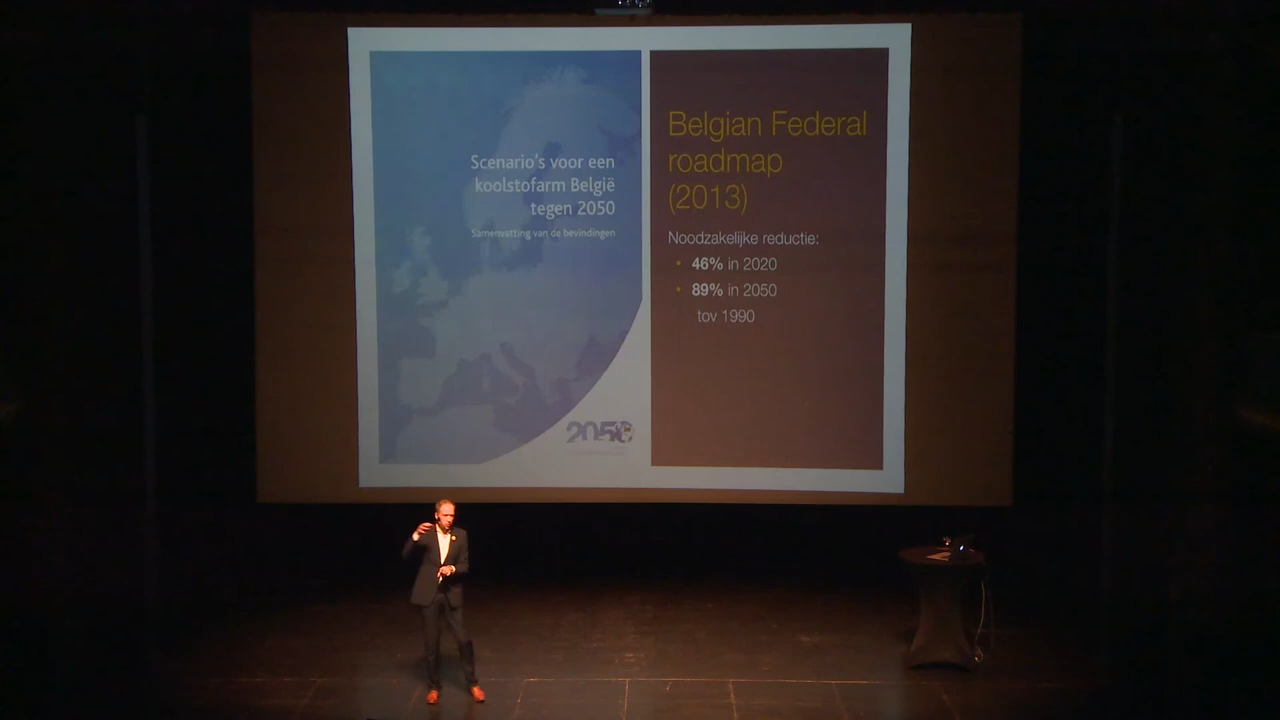 Scenario's voor een
koolstofarm België
tegen 2050
Samenvatting van de bevindingen
2050
Belgian Federal
roadmap
(2013)
Noodzakelijke reductie:
• 46% in 2020
• 89% in 2050
tov 1990